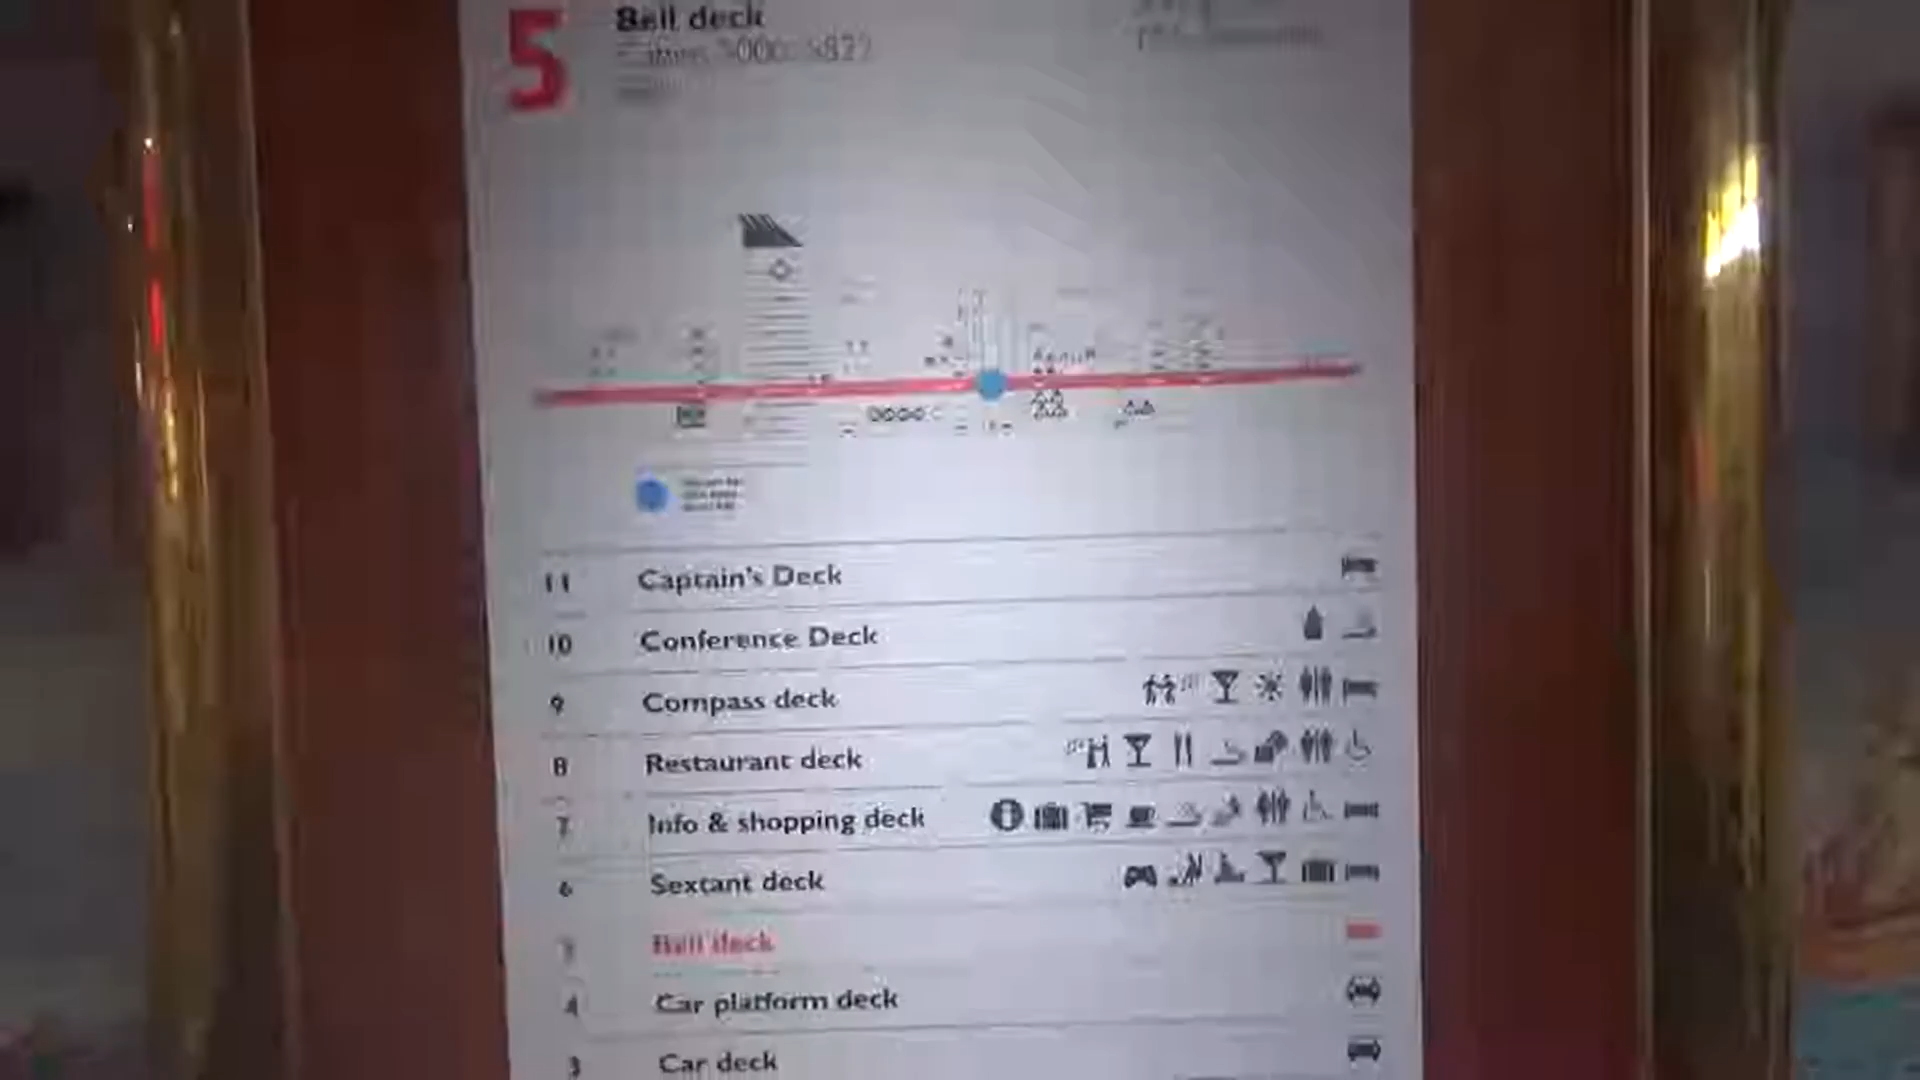 5
Bell deck
11 Captain's Deck
10 Conference Deck
9 Compass deck
8 Restaurant deck
7 Info & shopping deck
6 Sextant deck
5 Bell deck
4 Car platform deck
3 Car deck